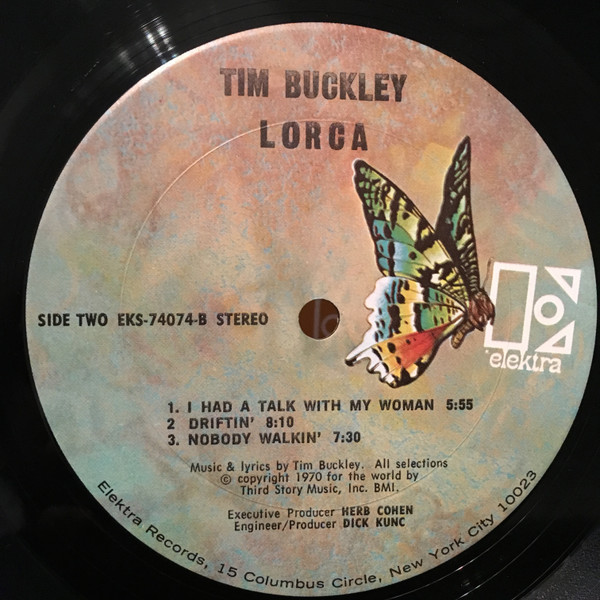 TIM BUCKLEY
LORCA
SIDE TWO EKS-74074-B STEREO
elektra
1. I HAD A TALK WITH MY WOMAN 5:55
2 DRIFTIN' 8:10
3. NOBODY WALKIN' 7:30
Music & lyrics by Tim Buckley. All selections
© copyright 1970 for the world by
Third Story Music, Inc. BMI.
Executive Producer HERB COHEN
Engineer/Producer DICK KUNC
Elektra Records, 15 Columbus Circle, New York City 10023